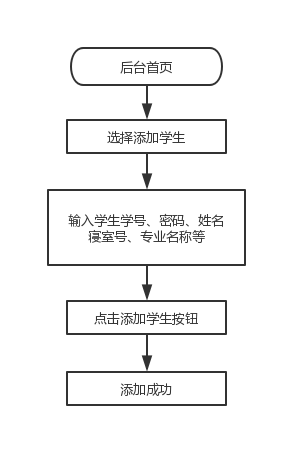 后台首页
选择添加学生
输入学生学号、密码、姓名
寝室号、专业名称等
点击添加学生按钮
添加成功